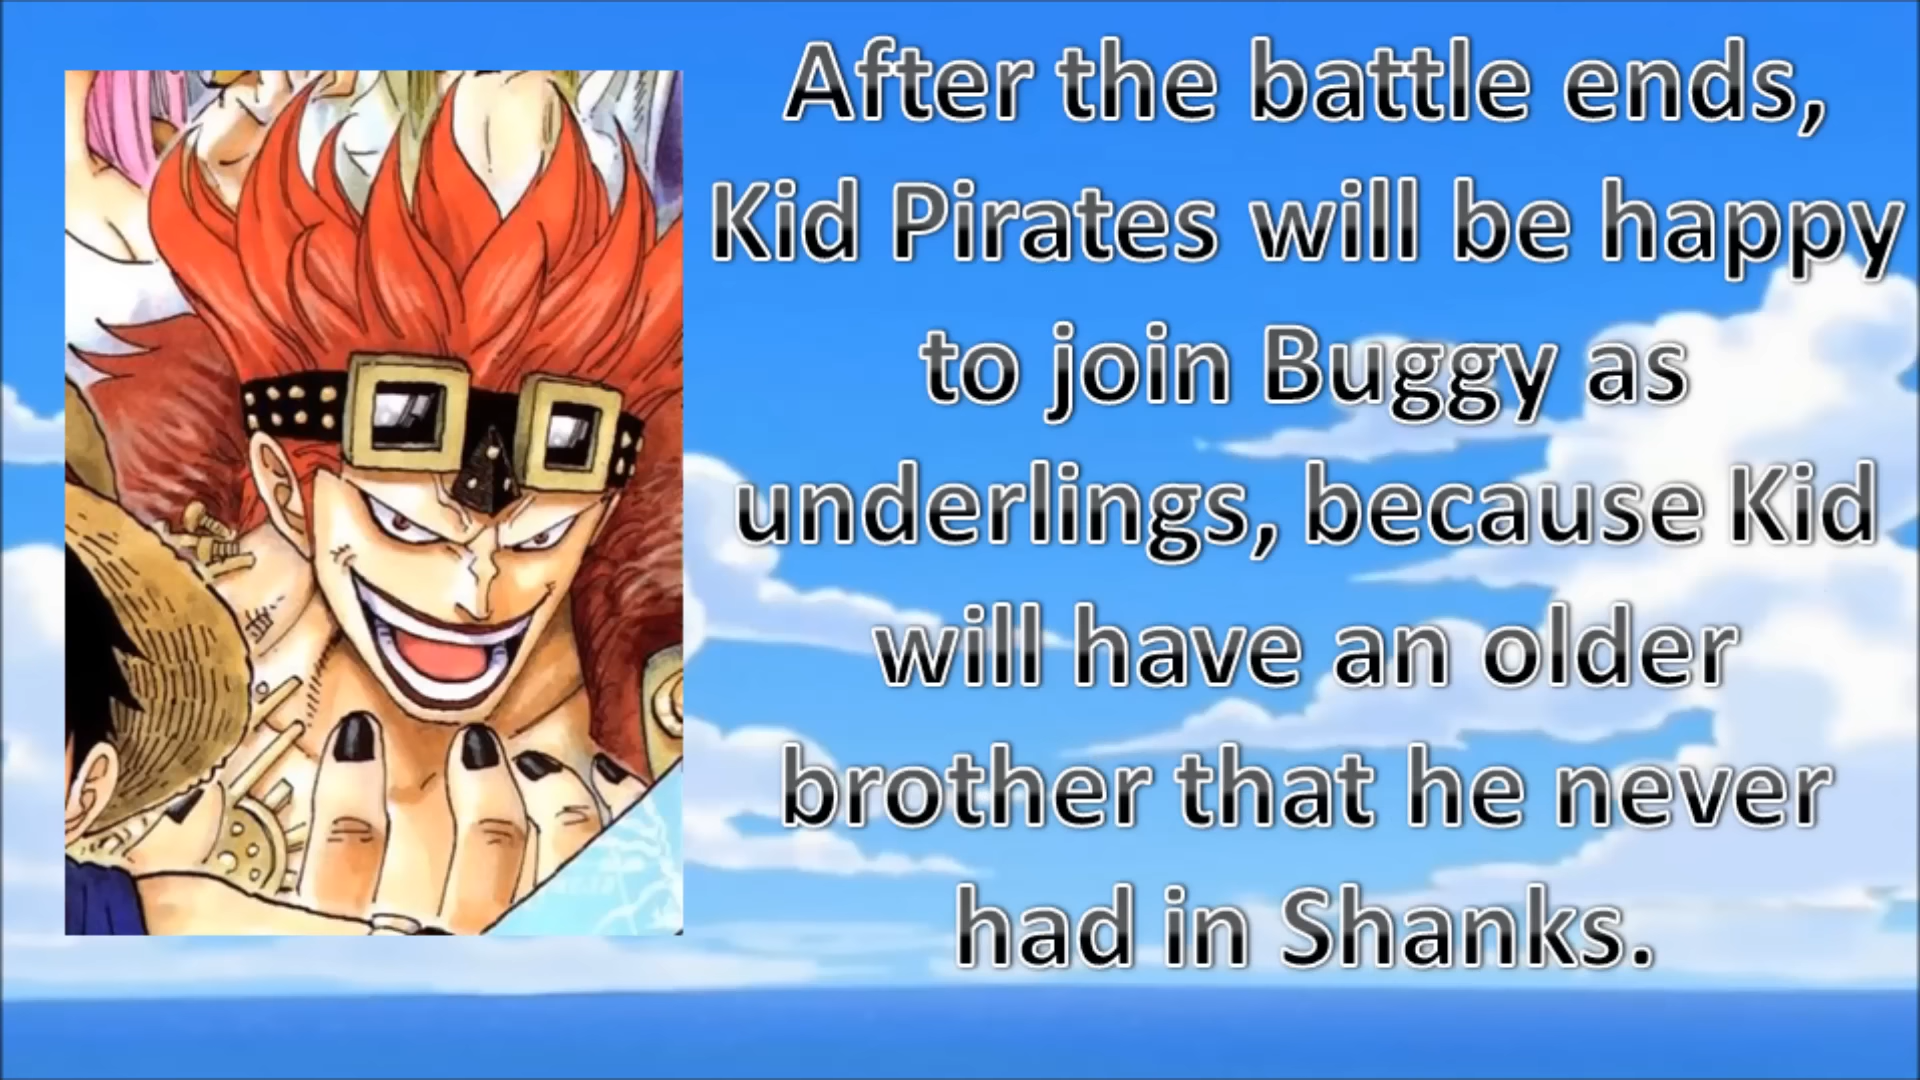 After the battle ends,
Kid Pirates will be happy
to join Buggy as
underlings, because Kid
will have an older
brother that he never
had in Shanks.